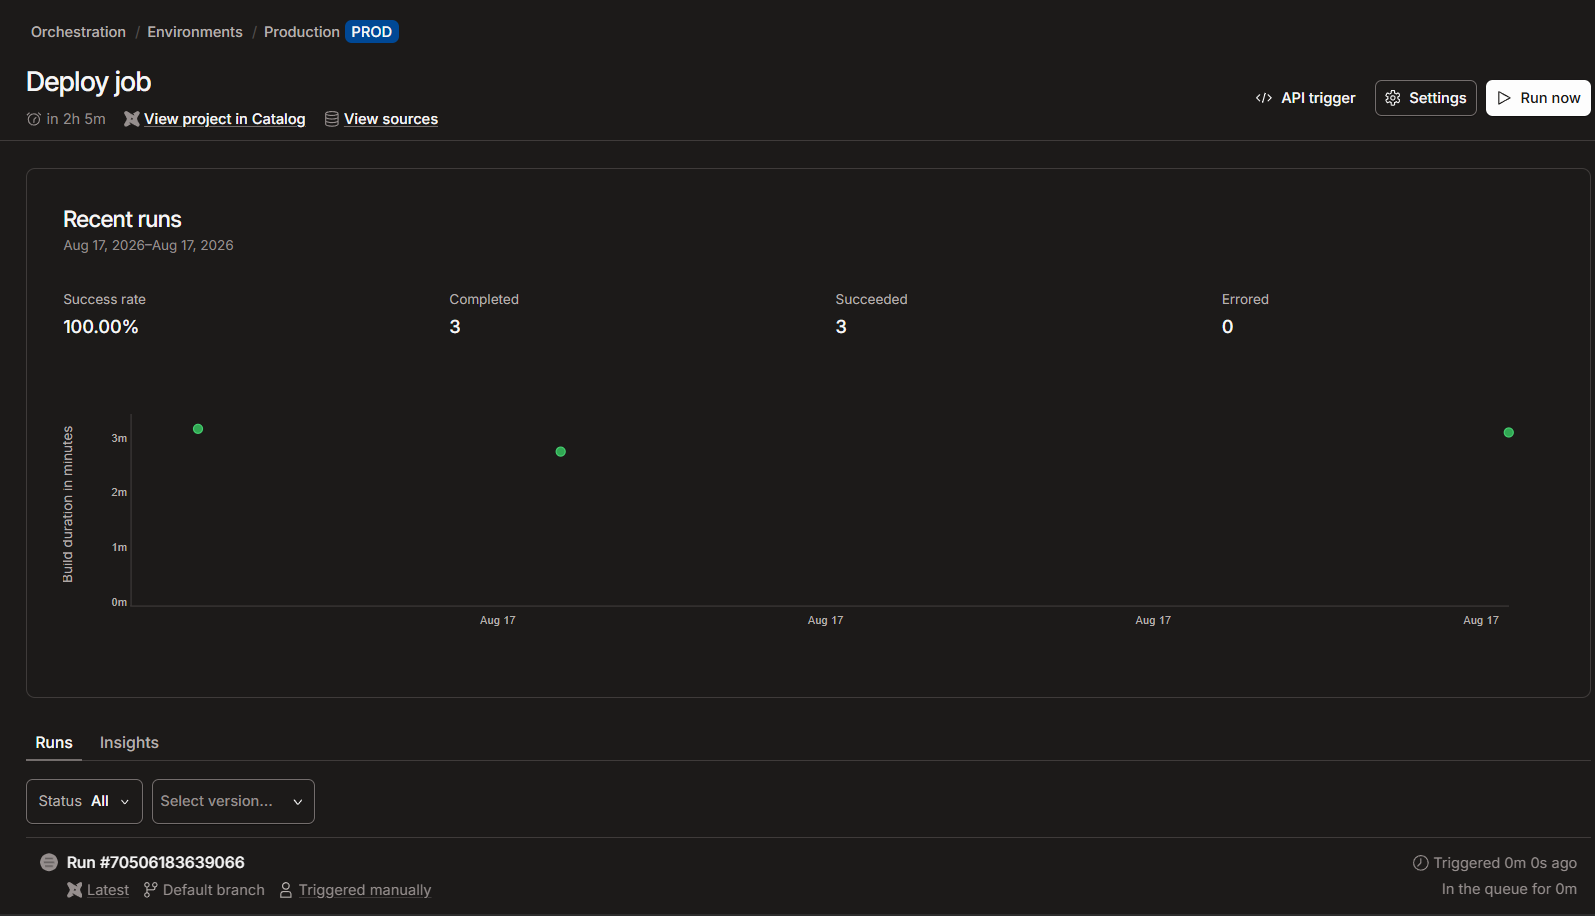 Orchestration / Environments / Production PROD
Deploy job
in 2h 5m View project in Catalog View sources
API trigger Settings Run now
Recent runs
Aug 17, 2026–Aug 17, 2026
Success rate Completed Succeeded Errored
100.00% 3 3 0
Build duration in minutes
3m
2m
1m
0m
Aug 17 Aug 17 Aug 17 Aug 17
Runs Insights
Status All Select version...
Run #70506183639066 Triggered 0m 0s ago
Latest Default branch Triggered manually In the queue for 0m